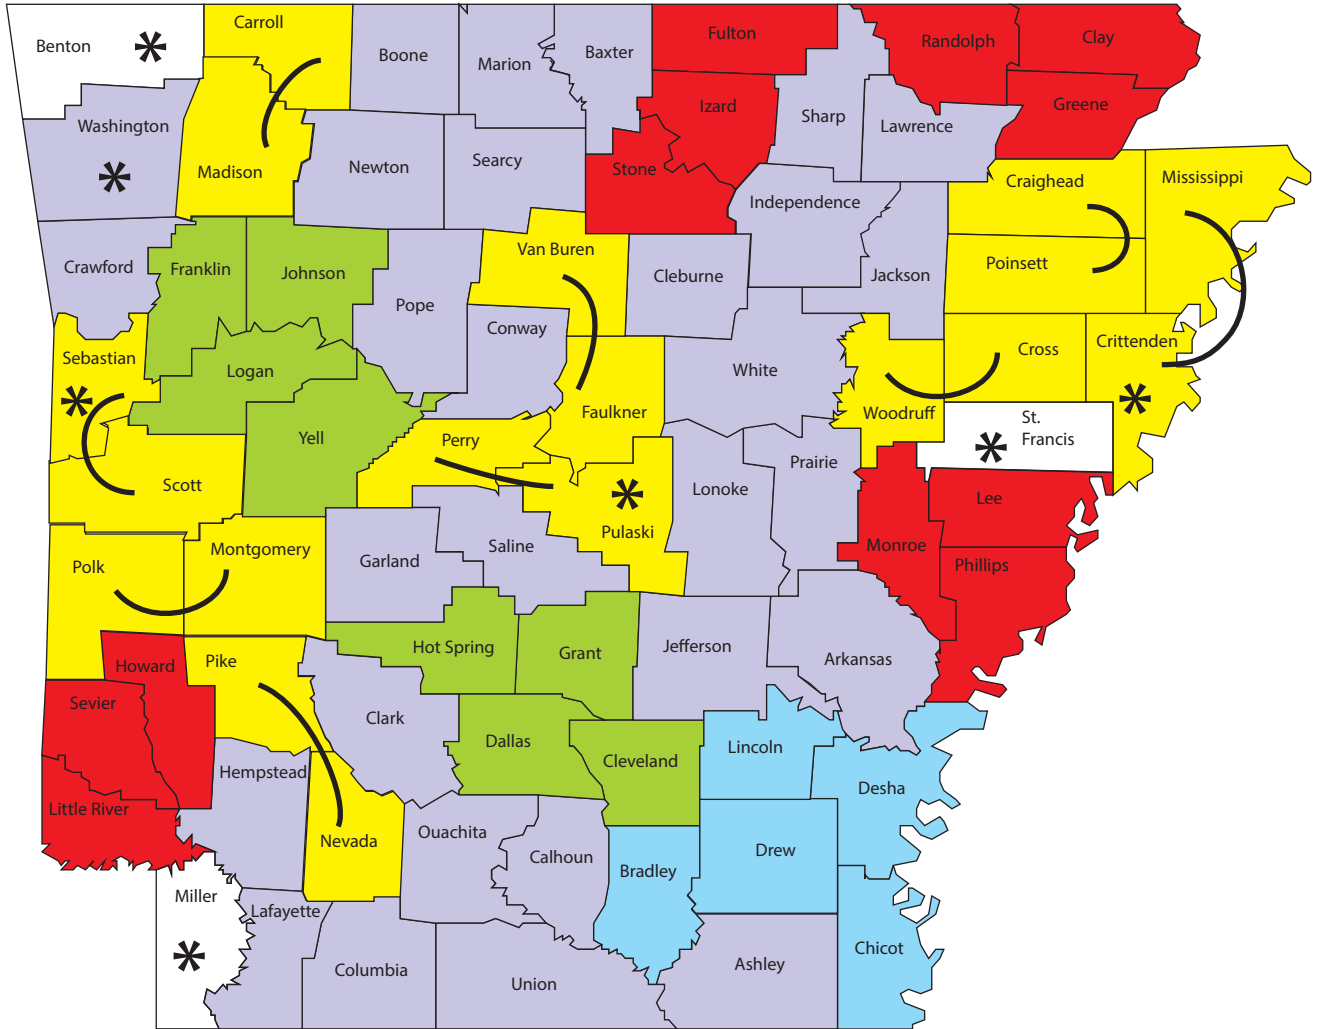 Benton *
Carroll
Boone
Marion
Baxter
Fulton
Randolph
Clay
Washington
*
Madison
Newton
Searcy
Stone
Izard
Sharp
Lawrence
Greene
Craighead
Mississippi
Crawford
Franklin
Johnson
Pope
Van Buren
Cleburne
Independence
Jackson
Poinsett
Sebastian
*
Logan
Conway
White
Cross
Crittenden
*
Yell
Perry
Faulkner
Woodruff
St.
Francis
*
Scott
Pulaski
*
Lonoke
Prairie
Lee
Polk
Montgomery
Garland
Saline
Monroe
Phillips
Howard
Pike
Hot Spring
Grant
Jefferson
Arkansas
Sevier
Clark
Dallas
Cleveland
Lincoln
Desha
Little River
Hempstead
Nevada
Ouachita
Calhoun
Bradley
Drew
Miller
*
Lafayette
Columbia
Union
Ashley
Chicot